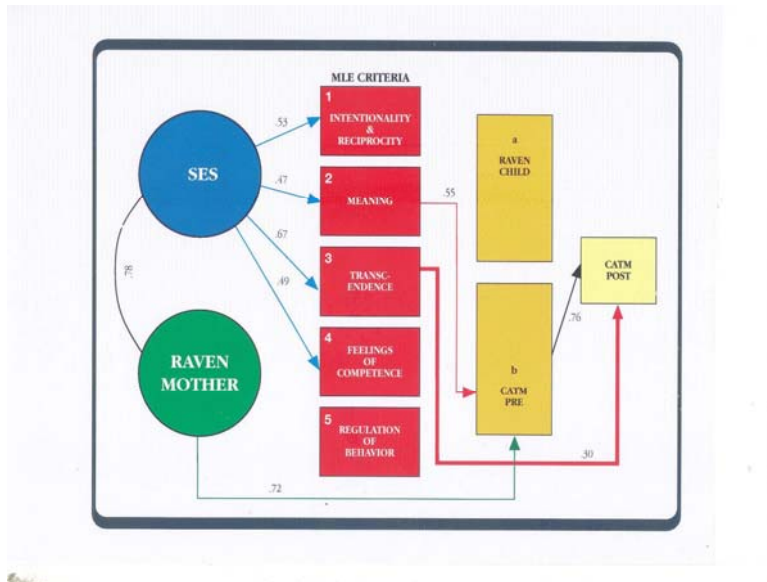 MLE CRITERIA
1
INTENTIONALITY
&
RECIPROCITY
a
RAVEN
CHILD
.53
SES
.47
2
MEANING
.55
.67
3
TRANSC-
ENDENCE
CATM
POST
.78
.49
4
FEELINGS
OF
COMPETENCE
.76
RAVEN
MOTHER
b
CATM
PRE
5
REGULATION
OF
BEHAVIOR
.30
.72